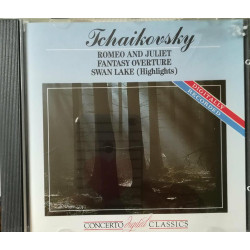 Tchaikovsky
ROMEO AND JULIET
FANTASY OVERTURE
SWAN LAKE (Highlights)
DIGITALLY
RECORDED
CONCERTO Digital CLASSICS